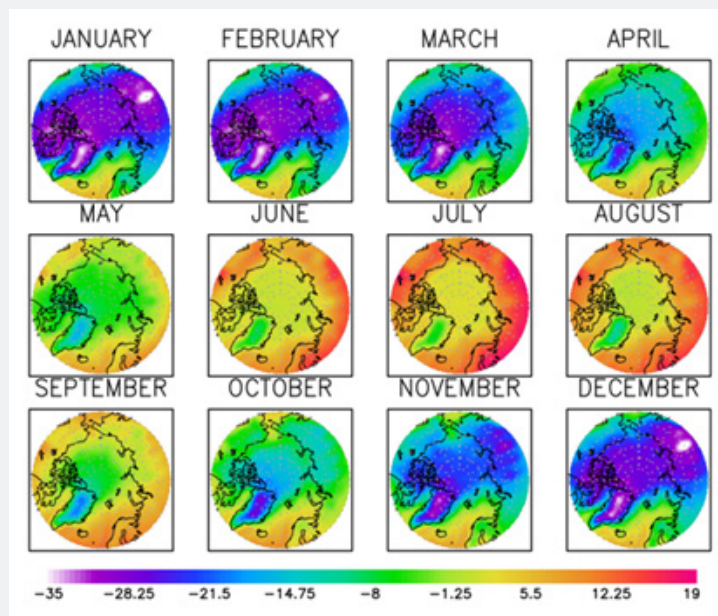 JANUARY FEBRUARY MARCH APRIL
MAY JUNE JULY AUGUST
SEPTEMBER OCTOBER NOVEMBER DECEMBER
-35 -28.25 -21.5 -14.75 -8 -1.25 5.5 12.25 19